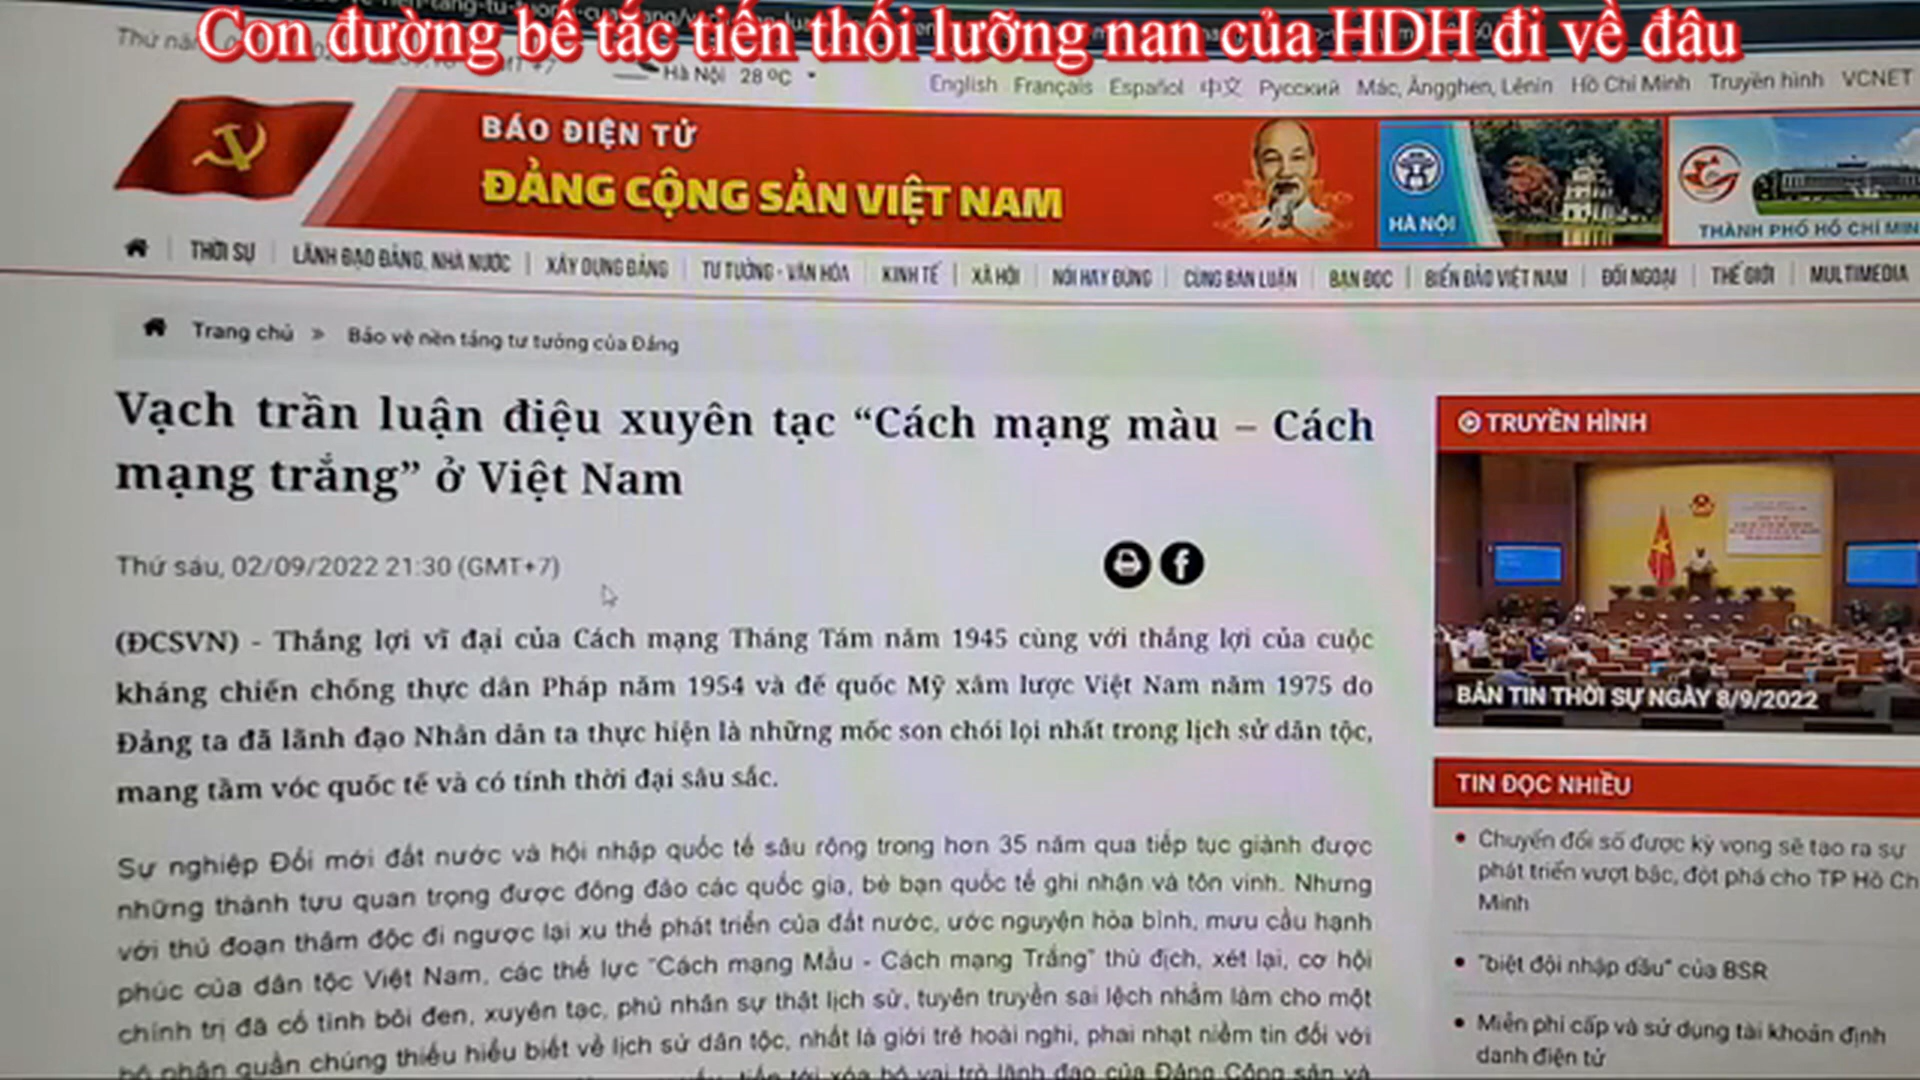 Con đường bế tắc tiến thối lưỡng nan của HDH đi về đâu
Hà Nội 28 ºC
English Français Español 中文 Русский Mác, Ăngghen, Lênin Hồ Chí Minh Truyền hình VCNET
BÁO ĐIỆN TỬ
ĐẢNG CỘNG SẢN VIỆT NAM
HÀ NỘI
THÀNH PHỐ HỒ CHÍ MIN
THỜI SỰ LÃNH ĐẠO ĐẢNG, NHÀ NƯỚC XÂY DỰNG ĐẢNG TƯ TƯỞNG - VĂN HÓA KINH TẾ XÃ HỘI NÓI HAY ĐỪNG CÙNG BÀN LUẬN BẠN ĐỌC BIỂN ĐẢO VIỆT NAM ĐỐI NGOẠI THẾ GIỚI MULTIMEDIA
Trang chủ » Bảo vệ nền tảng tư tưởng của Đảng
Vạch trần luận điệu xuyên tạc “Cách mạng màu – Cách
mạng trắng” ở Việt Nam
Thứ sáu, 02/09/2022 21:30 (GMT+7)
(ĐCSVN) - Thắng lợi vĩ đại của Cách mạng Tháng Tám năm 1945 cùng với thắng lợi của cuộc
kháng chiến chống thực dân Pháp năm 1954 và đế quốc Mỹ xâm lược Việt Nam năm 1975 do
Đảng ta đã lãnh đạo Nhân dân ta thực hiện là những mốc son chói lọi nhất trong lịch sử dân tộc,
mang tầm vóc quốc tế và có tính thời đại sâu sắc.
Sự nghiệp Đổi mới đất nước và hội nhập quốc tế sâu rộng trong hơn 35 năm qua tiếp tục giành được
những thành tựu quan trọng được đông đảo các quốc gia, bè bạn quốc tế ghi nhận và tôn vinh. Nhưng
với thủ đoạn thâm độc đi ngược lại xu thế phát triển của đất nước, ước nguyện hòa bình, mưu cầu hạnh
phúc của dân tộc Việt Nam, các thế lực "Cách mạng Mầu - Cách mạng Trắng" thù địch, xét lại, cơ hội
chính trị đã cố tình bôi đen, xuyên tạc, phủ nhận sự thật lịch sử, tuyên truyền sai lệch nhằm làm cho một
bộ phận quần chúng thiếu hiểu biết về lịch sử dân tộc, nhất là giới trẻ hoài nghi, phai nhạt niềm tin đối với
tiến tới xóa bỏ vai trò lãnh đạo của Đảng Cộng sản và
TRUYỀN HÌNH
BẢN TIN THỜI SỰ NGÀY 8/9/2022
TIN ĐỌC NHIỀU
Chuyển đổi số được kỳ vọng sẽ tạo ra sự
phát triển vượt bậc, đột phá cho TP Hồ Ch
Minh
"biệt đội nhập dầu" của BSR
Miễn phí cấp và sử dụng tài khoản định
danh điện tử